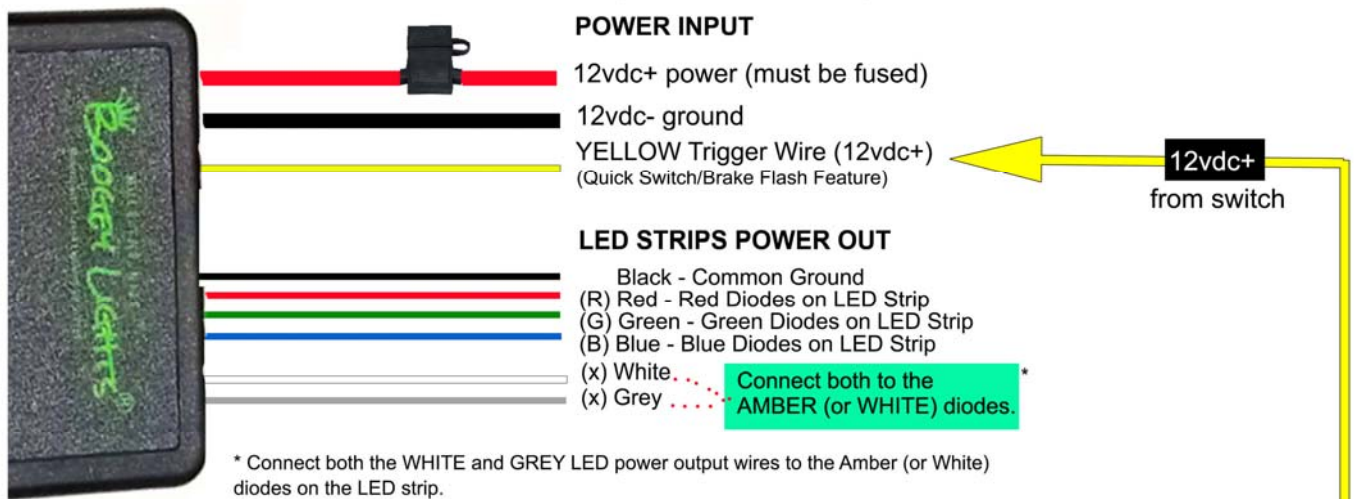 POWER INPUT
12vdc+ power (must be fused)
12vdc- ground
YELLOW Trigger Wire (12vdc+)
(Quick Switch/Brake Flash Feature)
12vdc+
from switch
BOOGEY LIGHTS®
LED STRIPS POWER OUT
Black - Common Ground
(R) Red - Red Diodes on LED Strip
(G) Green - Green Diodes on LED Strip
(B) Blue - Blue Diodes on LED Strip
(x) White
(x) Grey
Connect both to the *
AMBER (or WHITE) diodes.
* Connect both the WHITE and GREY LED power output wires to the Amber (or White)
diodes on the LED strip.